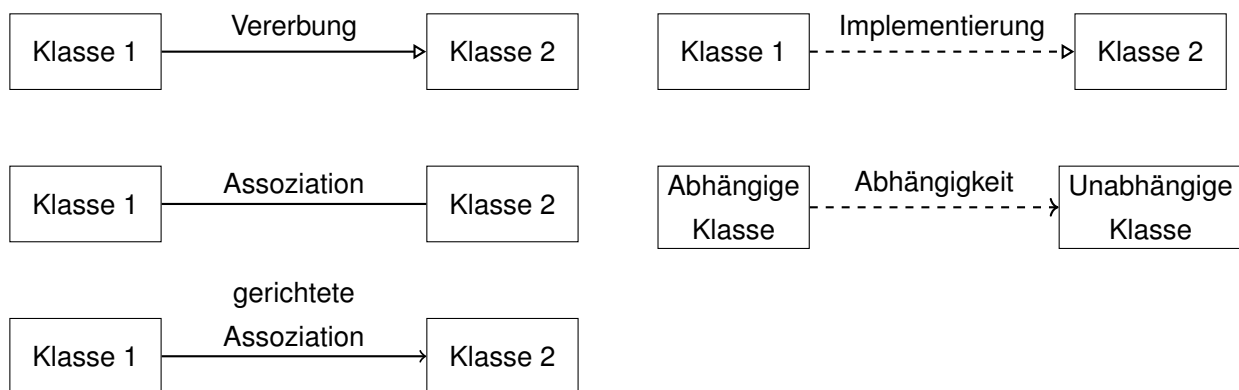 Klasse 1
Vererbung
Klasse 2
Klasse 1
Implementierung
Klasse 2
Klasse 1
Assoziation
Klasse 2
Abhängige
Klasse
Abhängigkeit
Unabhängige
Klasse
Klasse 1
gerichtete
Assoziation
Klasse 2